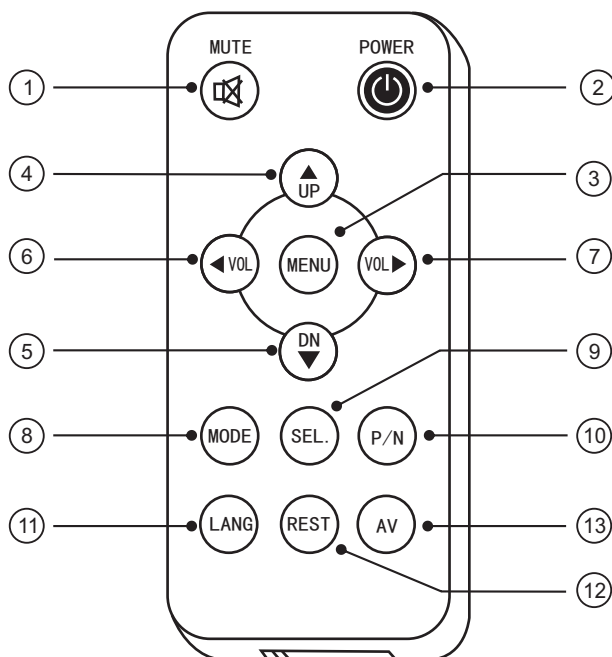 MUTE POWER
① ②
④ UP ③
⑥ VOL MENU VOL ⑦
⑤ DN ⑨
⑧ MODE SEL. P/N ⑩
⑪ LANG REST AV ⑬
⑫